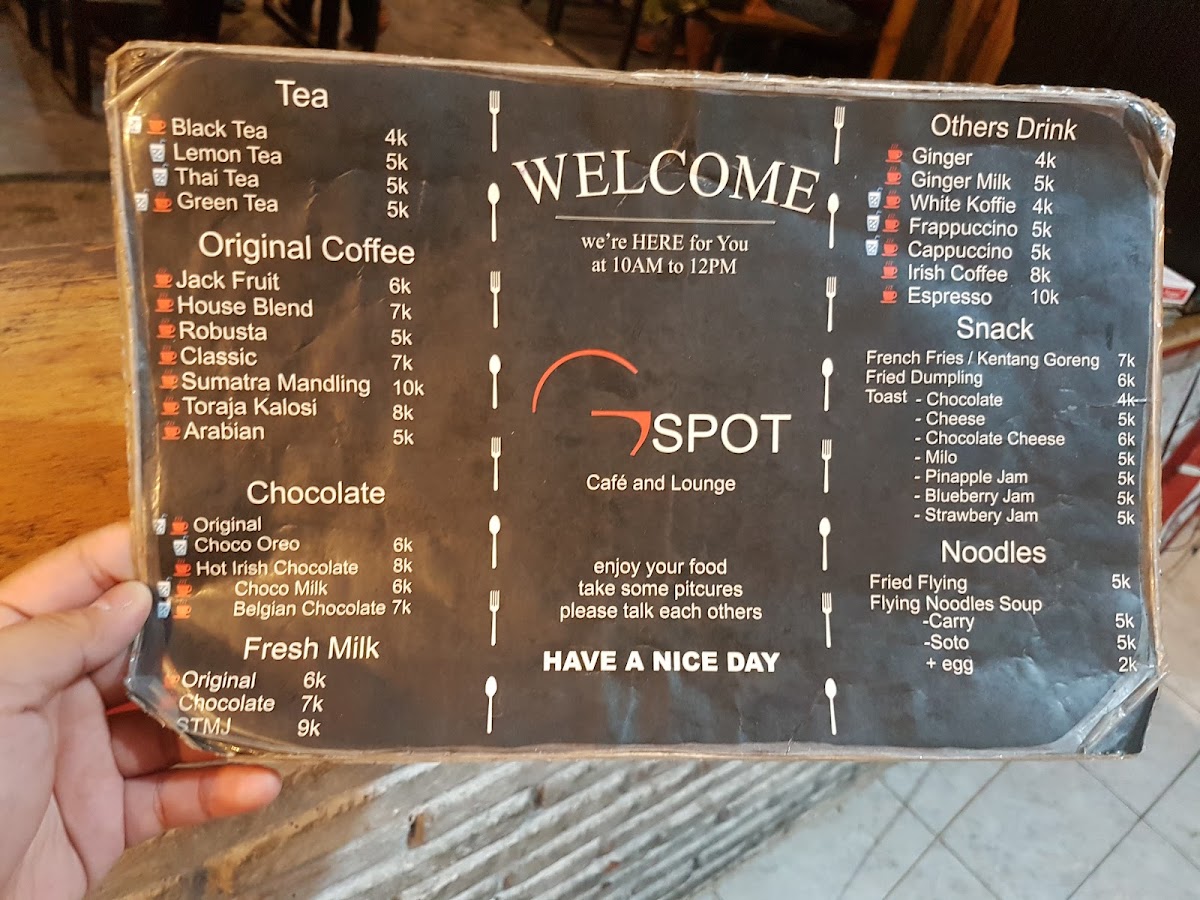 Tea
Black Tea 4k
Lemon Tea 5k
Thai Tea 5k
Green Tea 5k
Original Coffee
Jack Fruit 6k
House Blend 7k
Robusta 5k
Classic 7k
Sumatra Mandling 10k
Toraja Kalosi 8k
Arabian 5k
Chocolate
Original
Choco Oreo 6k
Hot Irish Chocolate 8k
Choco Milk 6k
Belgian Chocolate 7k
Fresh Milk
Original 6k
Chocolate 7k
STMJ 9k
WELCOME
we're HERE for You
at 10AM to 12PM
G SPOT
Café and Lounge
enjoy your food
take some pitcures
please talk each others
HAVE A NICE DAY
Others Drink
Ginger 4k
Ginger Milk 5k
White Koffie 4k
Frappuccino 5k
Cappuccino 5k
Irish Coffee 8k
Espresso 10k
Snack
French Fries / Kentang Goreng 7k
Fried Dumpling 6k
Toast - Chocolate 4k
- Cheese 5k
- Chocolate Cheese 6k
- Milo 5k
- Pinapple Jam 5k
- Blueberry Jam 5k
- Strawbery Jam 5k
Noodles
Fried Flying 5k
Flying Noodles Soup
-Carry 5k
-Soto 5k
+ egg 2k